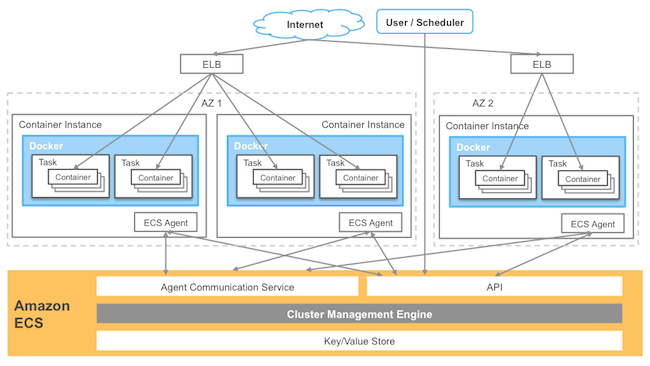 Internet
User / Scheduler
ELB
ELB
AZ 1
AZ 2
Container Instance
Container Instance
Container Instance
Docker
Docker
Docker
Task
Task
Task
Task
Task
Task
Container
Container
Container
Container
Container
Container
ECS Agent
ECS Agent
ECS Agent
Amazon
ECS
Agent Communication Service
API
Cluster Management Engine
Key/Value Store